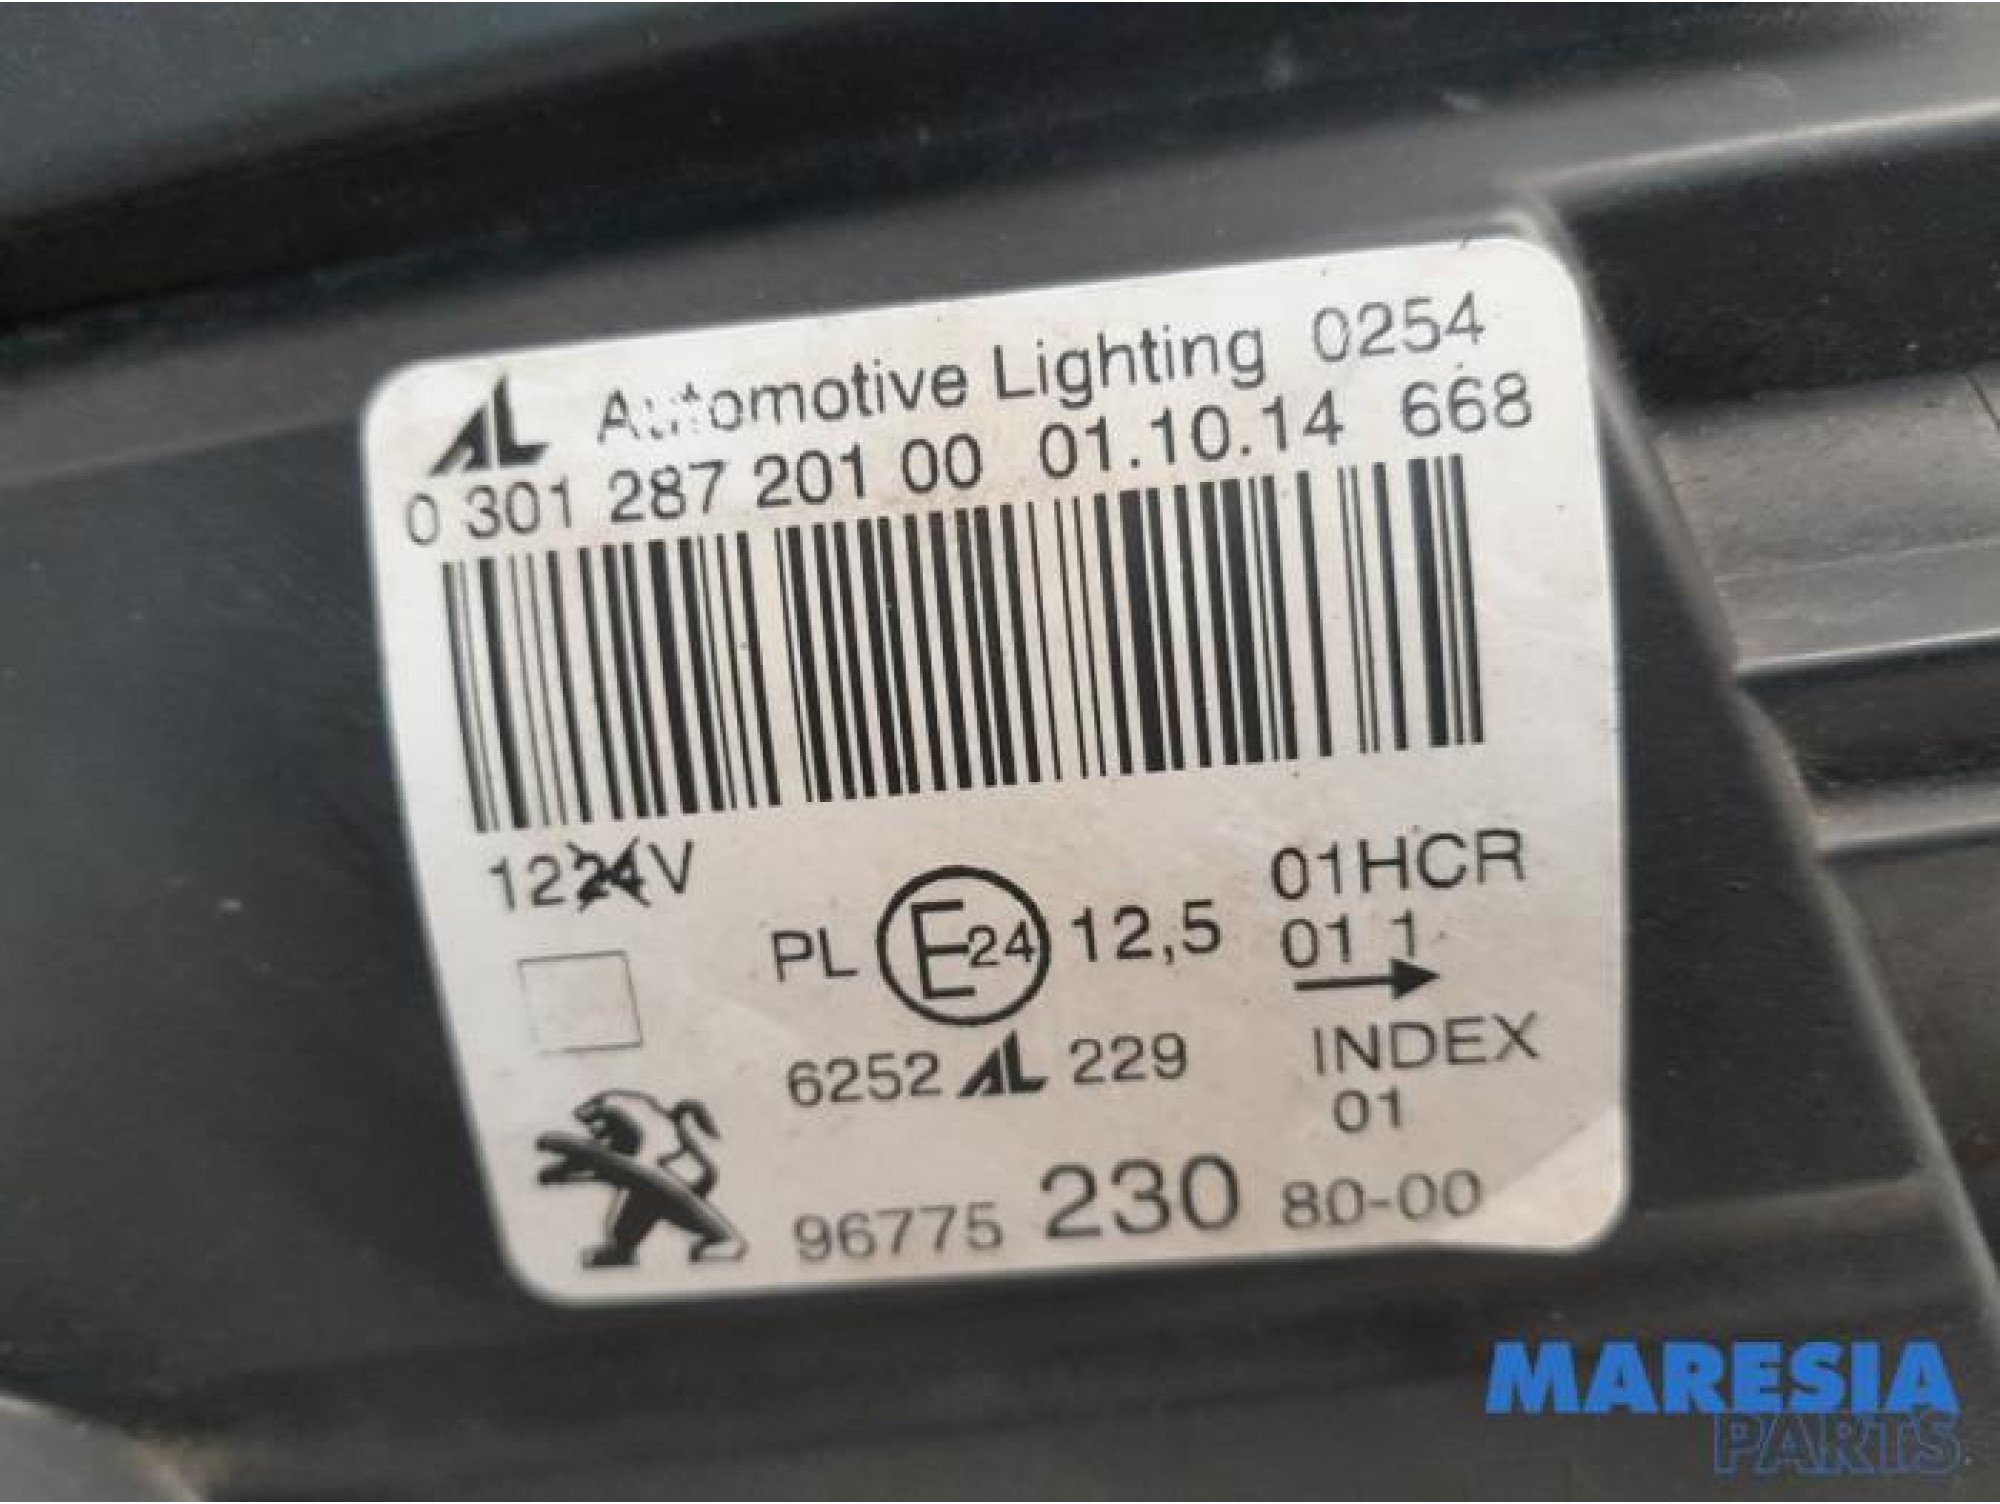 AL Automotive Lighting 0254
0 301 287 201 00 01.10.14 668
1224V
01HCR
PL E24 12,5 01 1
6252 AL 229 INDEX
01
96775 230 80-00
MARESIA
PARTS